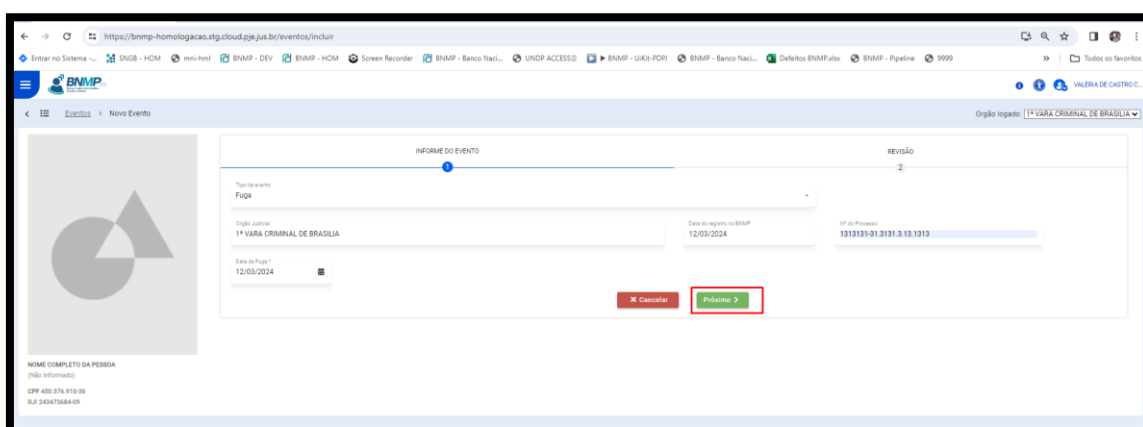 https://bnmp-homologacao.stg.cloud.pje.jus.br/eventos/incluir
Entrar no Sistema -... SNGB - HOM mni-hml BNMP - DEV BNMP - HOM Screen Recorder BNMP - Banco Naci... UNDP ACCESS||| BNMP - UiKit-PDPJ BNMP - Banco Naci... Defeitos BNMP.xlsx BNMP - Pipeline 9999 » Todos os favoritos
BNMP VALERIA DE CASTRO C...
Eventos > Novo Evento Orgão logado: 1ª VARA CRIMINAL DE BRASILIA
INFORME DO EVENTO REVISÃO
1 2
Tipo de evento
Fuga
Orgão Judicial Data do registro no BNMP Nº do Processo
1ª VARA CRIMINAL DE BRASILIA 12/03/2024 1313131-31.3131.3.13.1313
Data da Fuga *
12/03/2024
Cancelar Próximo >
NOME COMPLETO DA PESSOA
(Não Informado)
CPF 450.376.910-36
RJI 243473684-09